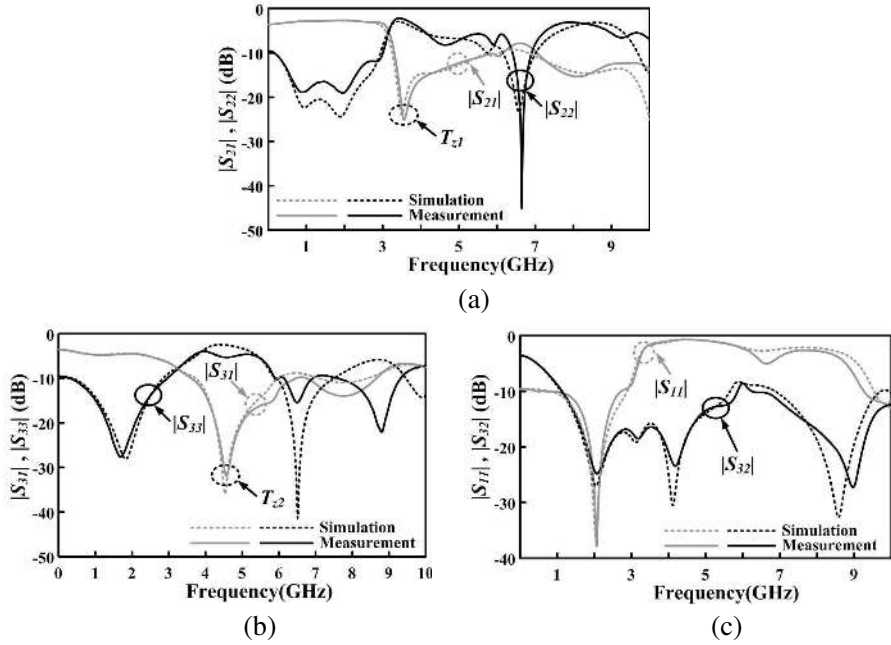 |S21| , |S22| (dB)
0
-10
-20
-30
-40
-50
|S21|
|S22|
Tz1
Simulation
Measurement
1 3 5 7 9
Frequency(GHz)
(a)
|S31| , |S33| (dB)
0
-10
-20
-30
-40
-50
|S31|
|S33|
Tz2
Simulation
Measurement
0 1 2 3 4 5 6 7 8 9 10
Frequency(GHz)
(b)
|S11| , |S32| (dB)
0
-10
-20
-30
-40
|S11|
|S32|
Simulation
Measurement
1 3 5 7 9
Frequency(GHz)
(c)